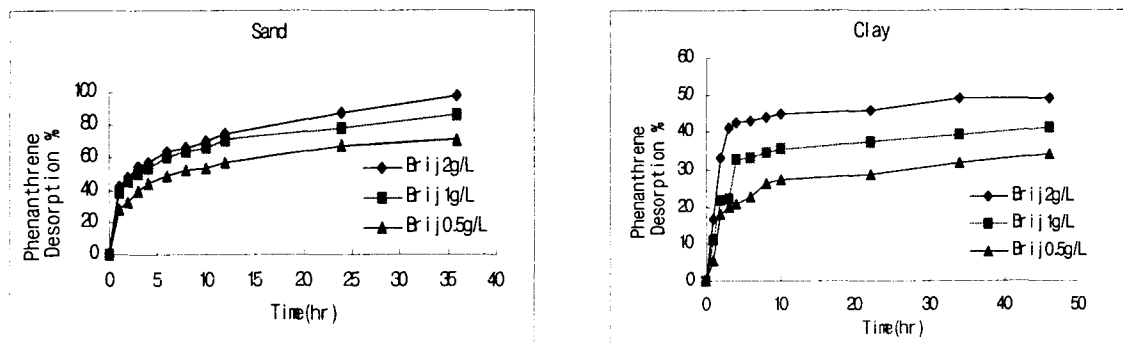 Sand
Phenanthrene
Desorption %
100
80
60
40
20
0
0
5
10
15
20
25
30
35
40
Time(hr)
Brij2g/L
Brij1g/L
Brij0.5g/L
Clay
Phenanthrene
Desorption %
60
50
40
30
20
10
0
0
10
20
30
40
50
Time(hr)
Brij2g/L
Brij1g/L
Brij0.5g/L